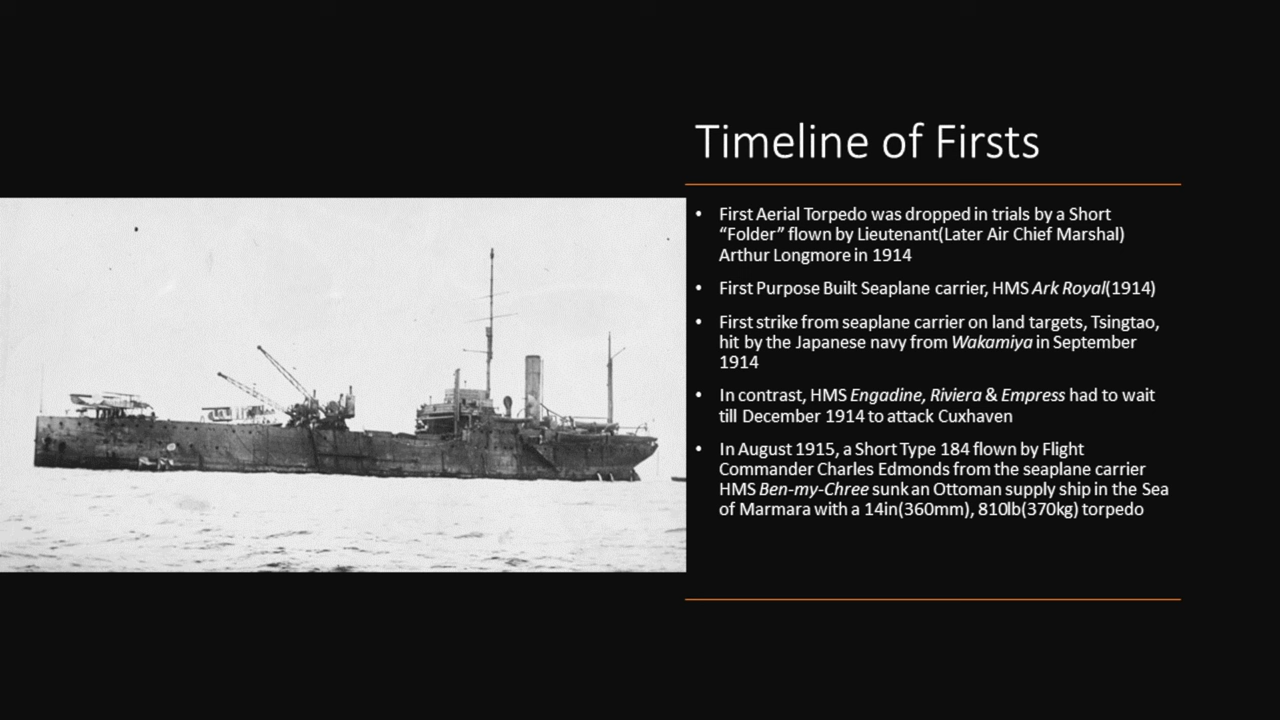 Timeline of Firsts
• First Aerial Torpedo was dropped in trials by a Short
“Folder” flown by Lieutenant(Later Air Chief Marshal)
Arthur Longmore in 1914
• First Purpose Built Seaplane carrier, HMS Ark Royal(1914)
• First strike from seaplane carrier on land targets, Tsingtao,
hit by the Japanese navy from Wakamiya in September
1914
• In contrast, HMS Engadine, Riviera & Empress had to wait
till December 1914 to attack Cuxhaven
• In August 1915, a Short Type 184 flown by Flight
Commander Charles Edmonds from the seaplane carrier
HMS Ben-my-Chree sunk an Ottoman supply ship in the Sea
of Marmara with a 14in(360mm), 810lb(370kg) torpedo